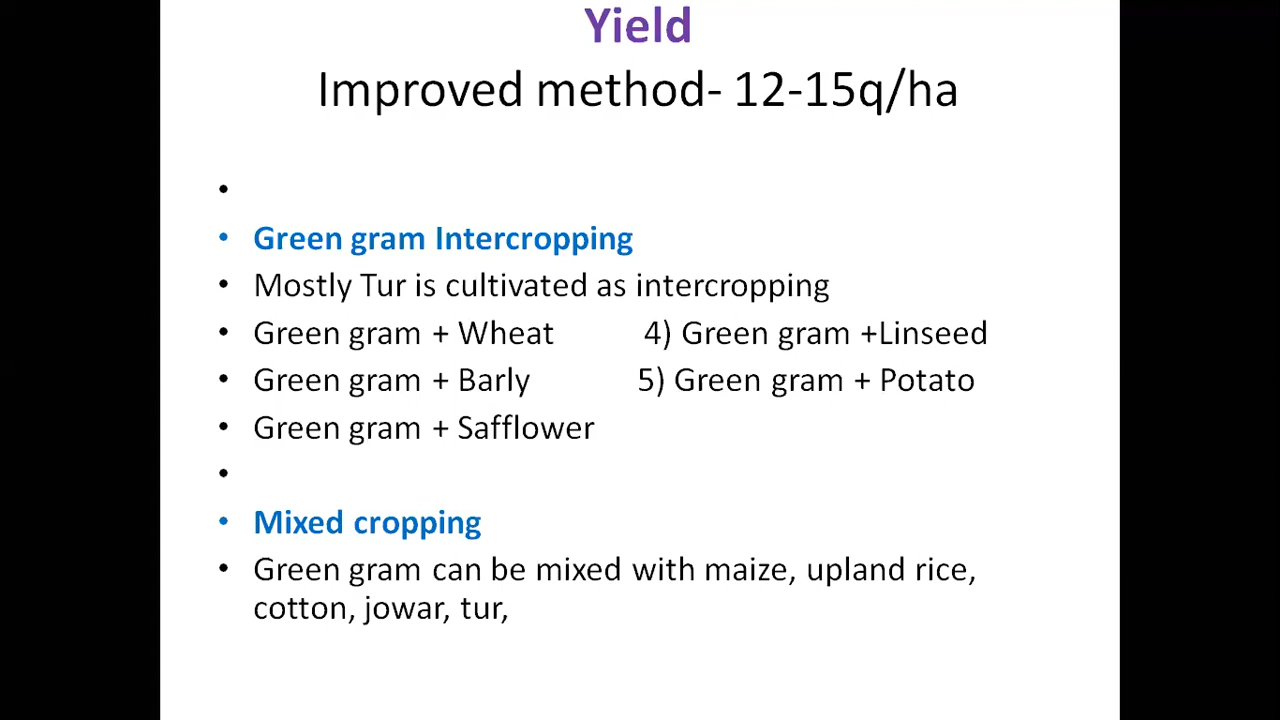 Yield
Improved method- 12-15q/ha
•
• Green gram Intercropping
• Mostly Tur is cultivated as intercropping
• Green gram + Wheat 4) Green gram +Linseed
• Green gram + Barly 5) Green gram + Potato
• Green gram + Safflower
•
• Mixed cropping
• Green gram can be mixed with maize, upland rice,
cotton, jowar, tur,